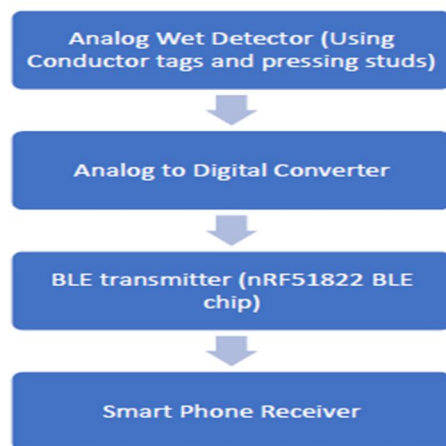 Analog Wet Detector (Using
Conductor tags and pressing studs)
Analog to Digital Converter
BLE transmitter (nRF51822 BLE
chip)
Smart Phone Receiver